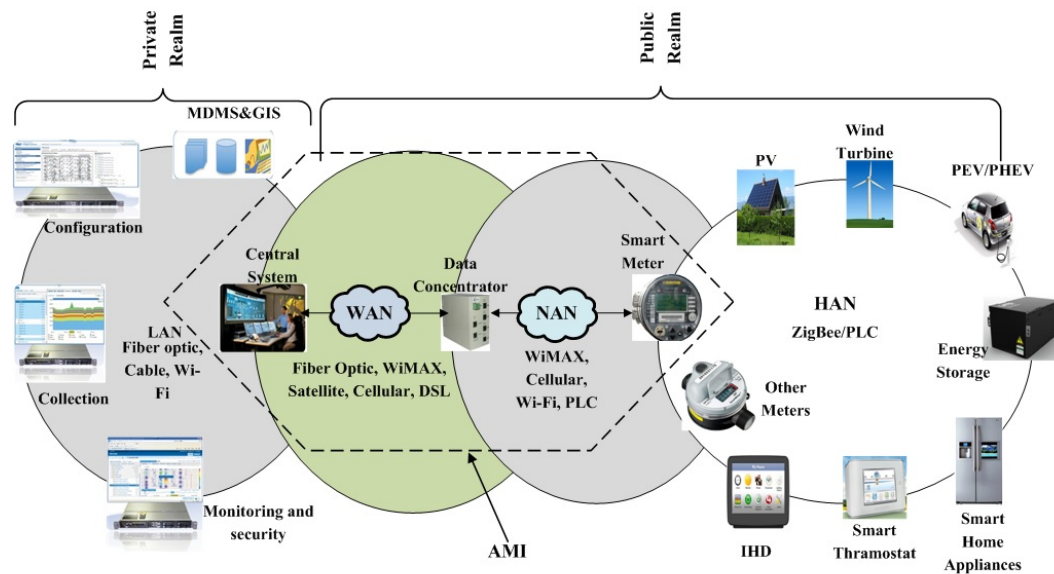 Private
Realm
Public
Realm
MDMS&GIS
Configuration
Collection
Monitoring and
security
LAN
Fiber optic,
Cable, Wi-
Fi
Central
System
WAN
Fiber Optic, WiMAX,
Satellite, Cellular, DSL
Data
Concentrator
NAN
WiMAX,
Cellular,
Wi-Fi, PLC
Smart
Meter
AMI
PV
Wind
Turbine
PEV/PHEV
HAN
ZigBee/PLC
Energy
Storage
Other
Meters
IHD
Smart
Thramostat
Smart
Home
Appliances